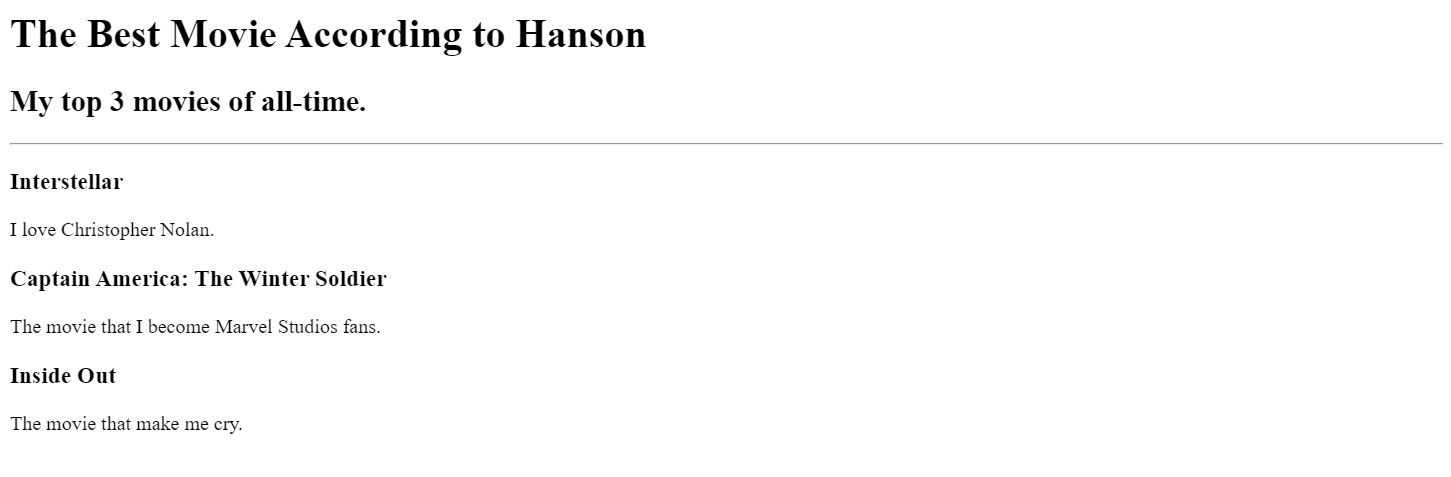 The Best Movie According to Hanson
My top 3 movies of all-time.
Interstellar
I love Christopher Nolan.
Captain America: The Winter Soldier
The movie that I become Marvel Studios fans.
Inside Out
The movie that make me cry.